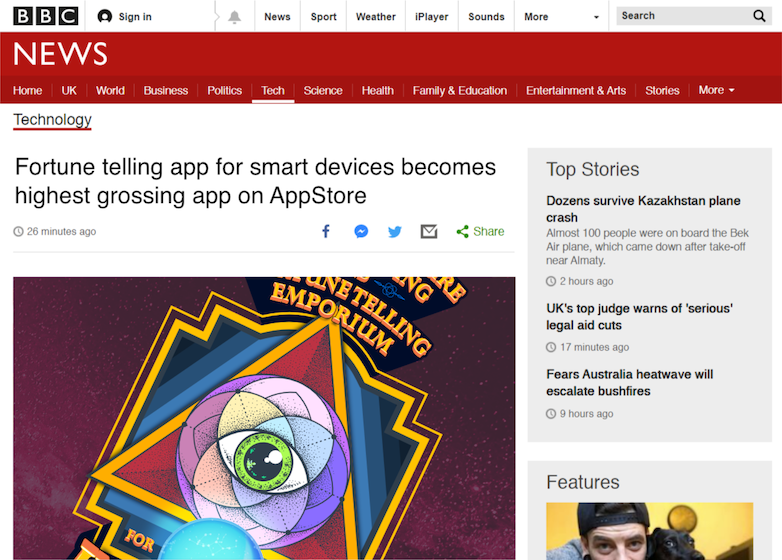 BBC
Sign in
News
Sport
Weather
iPlayer
Sounds
More
Search
NEWS
Home
UK
World
Business
Politics
Tech
Science
Health
Family & Education
Entertainment & Arts
Stories
More
Technology
Fortune telling app for smart devices becomes
highest grossing app on AppStore
26 minutes ago
Share
TELLING
EMPORIUM
FOR
Top Stories
Dozens survive Kazakhstan plane
crash
Almost 100 people were on board the Bek
Air plane, which came down after take-off
near Almaty.
2 hours ago
UK's top judge warns of 'serious'
legal aid cuts
17 minutes ago
Fears Australia heatwave will
escalate bushfires
9 hours ago
Features